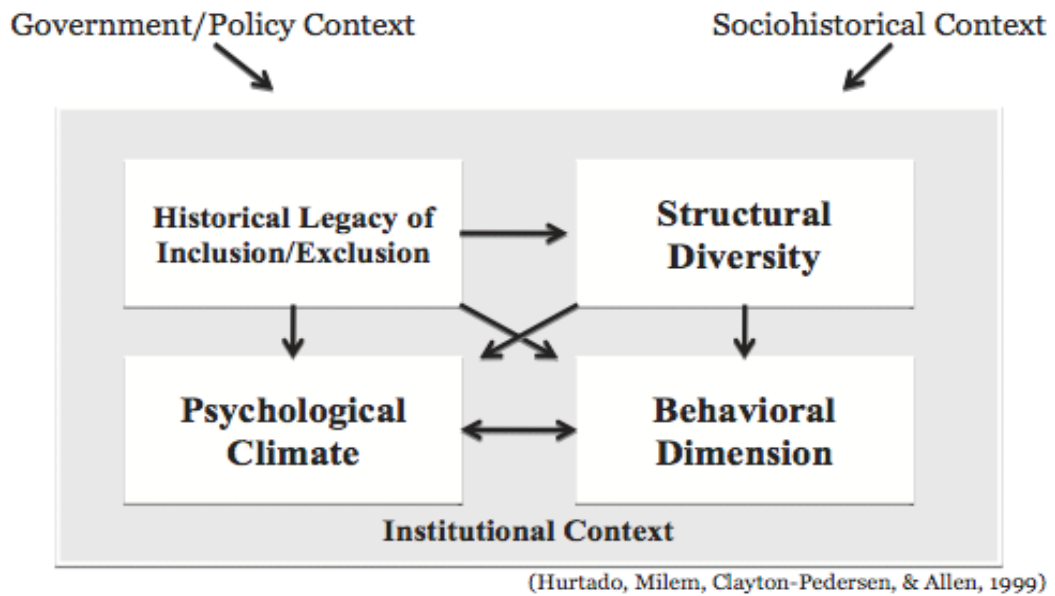 Government/Policy Context
Sociohistorical Context
Historical Legacy of
Inclusion/Exclusion
Structural
Diversity
Psychological
Climate
Behavioral
Dimension
Institutional Context
(Hurtado, Milem, Clayton-Pedersen, & Allen, 1999)